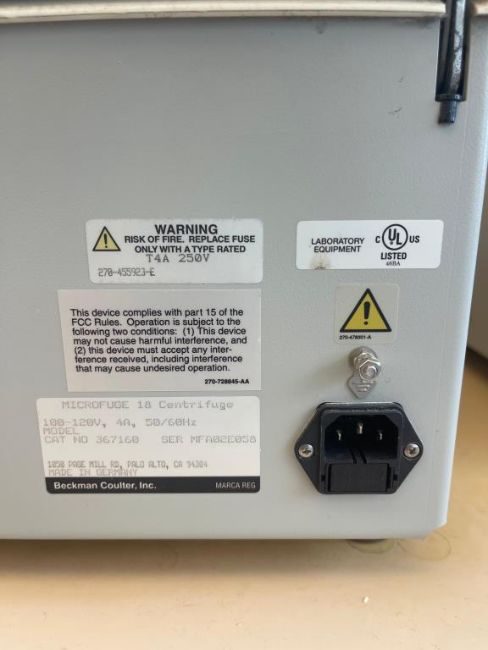 WARNING
RISK OF FIRE. REPLACE FUSE
ONLY WITH A TYPE RATED
T4A 250V
270-455923-E
LABORATORY
EQUIPMENT
C UL US
LISTED
46BA
This device complies with part 15 of the
FCC Rules. Operation is subject to the
following two conditions: (1) This device
may not cause harmful interference, and
(2) this device must accept any inter-
ference received, including interference
that may cause undesired operation.
270-728845-AA
MICROFUGE 18 Centrifuge
100-120V, 4A, 50/60Hz
MODEL
CAT NO 367160 SER MFA02E058
1050 PAGE MILL RD, PALO ALTO, CA 94304
MADE IN GERMANY
Beckman Coulter, Inc. MARCA REG